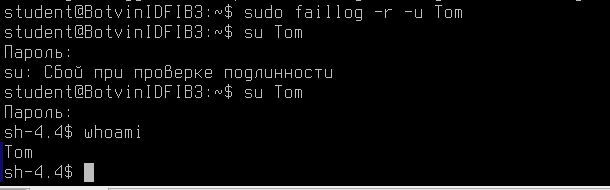 student@BotvinIDFIB3:~$ sudo faillog -r -u Tom
student@BotvinIDFIB3:~$ su Tom
Пароль:
su: Сбой при проверке подлинности
student@BotvinIDFIB3:~$ su Tom
Пароль:
sh-4.4$ whoami
Tom
sh-4.4$